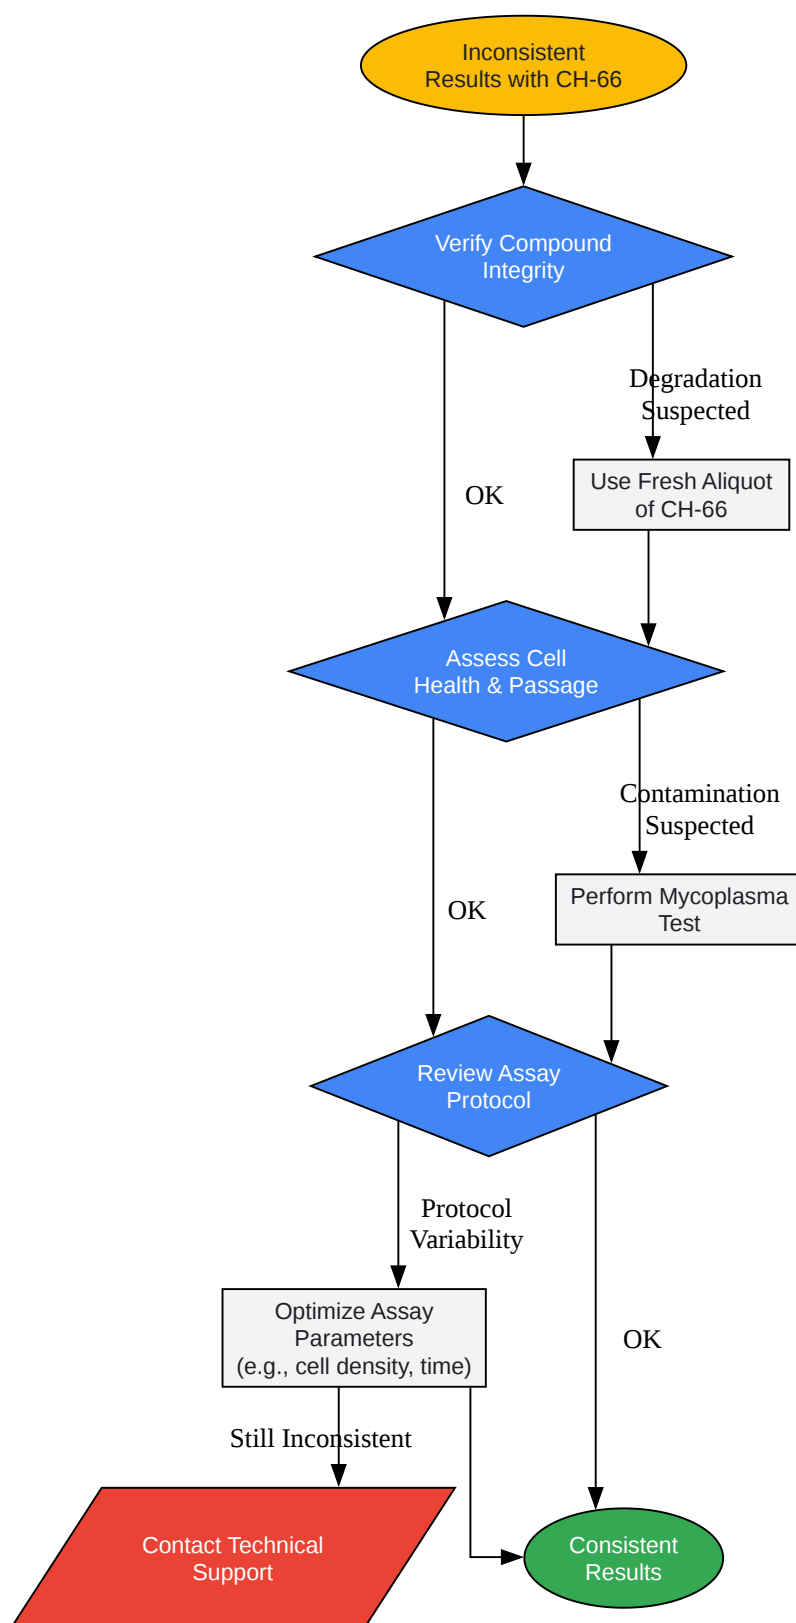 Inconsistent
Results with CH-66
Verify Compound
Integrity
Degradation
Suspected
Use Fresh Aliquot
of CH-66
OK
Assess Cell
Health & Passage
Contamination
Suspected
Perform Mycoplasma
Test
OK
Review Assay
Protocol
Protocol
Variability
Optimize Assay
Parameters
(e.g., cell density, time)
OK
Still Inconsistent
Contact Technical
Support
Consistent
Results